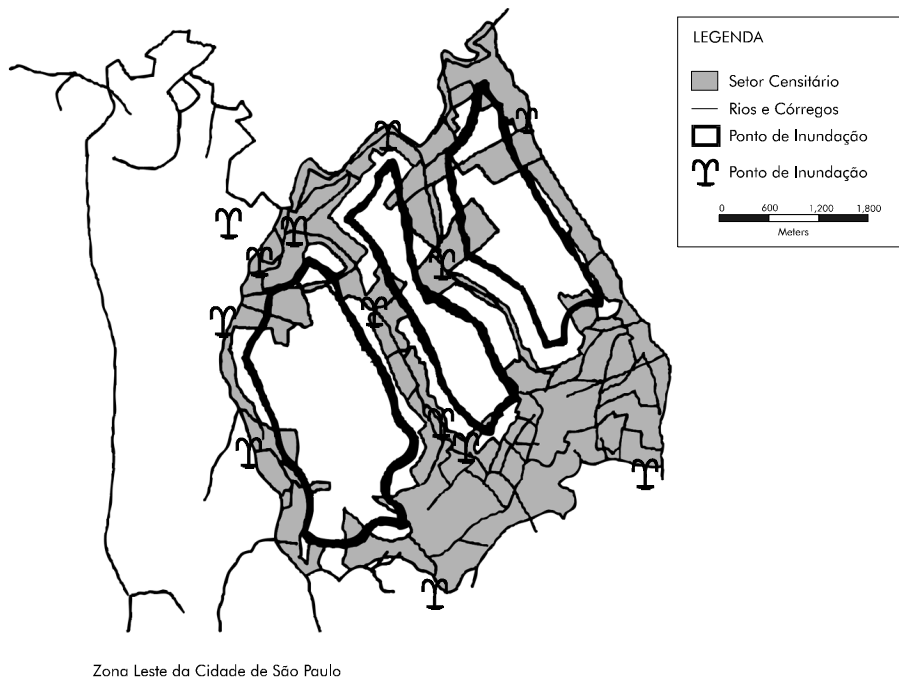 LEGENDA
Setor Censitário
Rios e Córregos
Ponto de Inundação
Ponto de Inundação
0 600 1,200 1,800
Meters
Zona Leste da Cidade de São Paulo